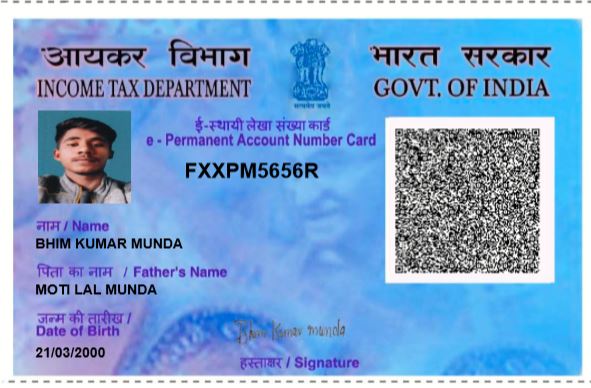 आयकर विभाग
INCOME TAX DEPARTMENT
भारत सरकार
GOVT. OF INDIA
सत्यमेव जयते
ई-स्थायी लेखा संख्या कार्ड
e - Permanent Account Number Card
FXXPM5656R
नाम / Name
BHIM KUMAR MUNDA
पिता का नाम / Father's Name
MOTI LAL MUNDA
जन्म की तारीख /
Date of Birth
21/03/2000
Bhim Kumar munda
हस्ताक्षर / Signature